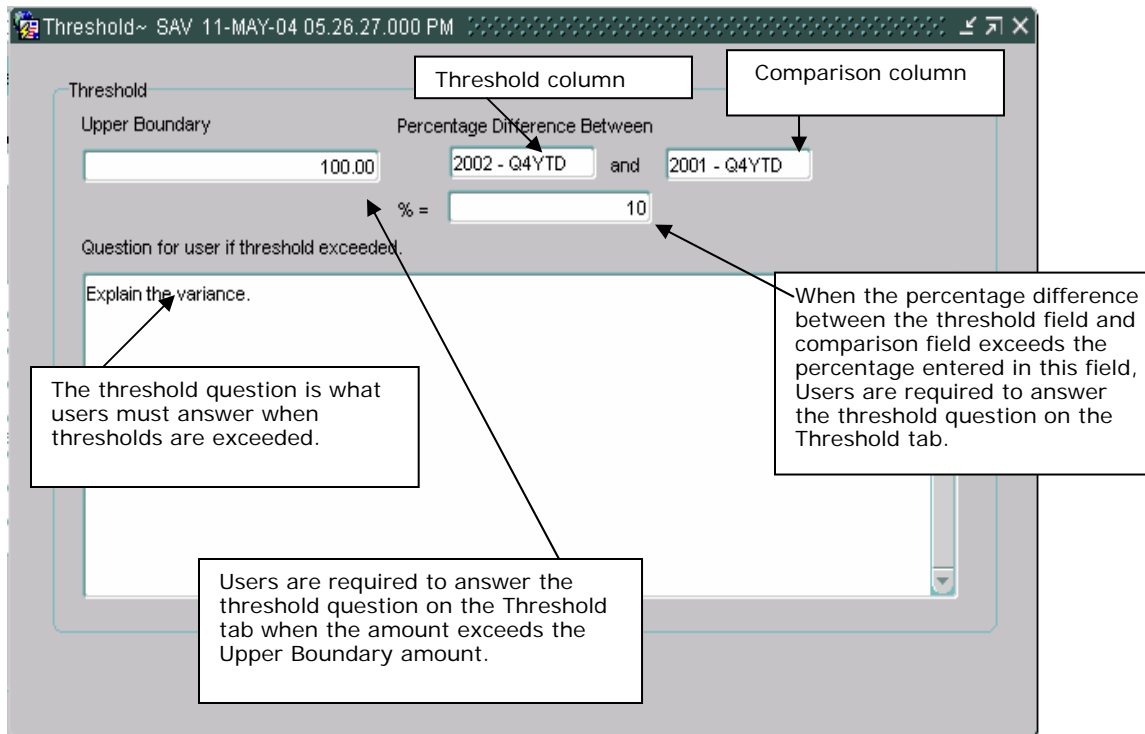 Threshold~ SAV 11-MAY-04 05.26.27.000 PM
Threshold column
Comparison column
Threshold
Upper Boundary
Percentage Difference Between
100.00
2002 - Q4YTD
and
2001 - Q4YTD
% =
10
Question for user if threshold exceeded.
Explain the variance.
When the percentage difference
between the threshold field and
comparison field exceeds the
percentage entered in this field,
Users are required to answer
the threshold question on the
Threshold tab.
The threshold question is what
users must answer when
thresholds are exceeded.
Users are required to answer the
threshold question on the Threshold
tab when the amount exceeds the
Upper Boundary amount.